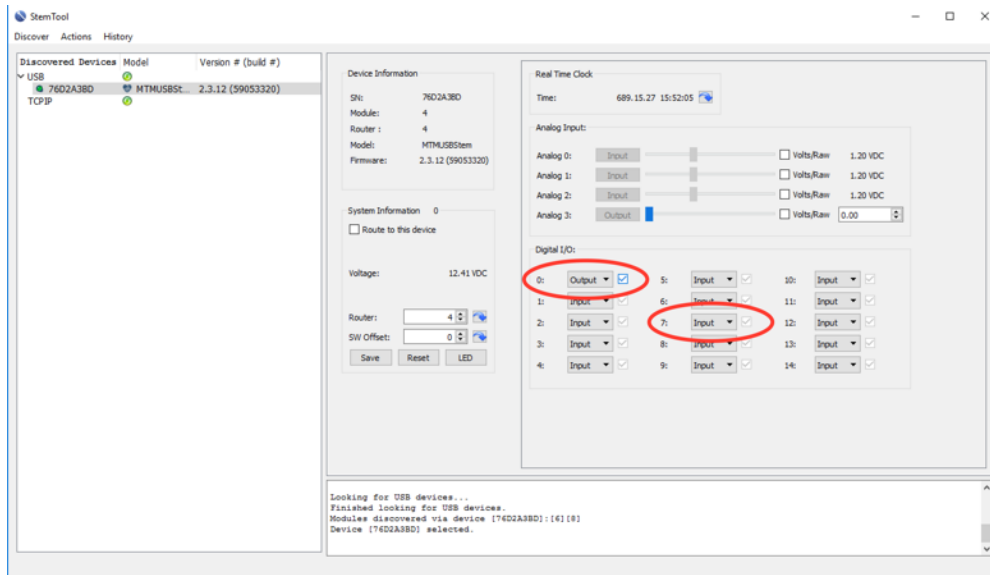 StemTool
Discover Actions History
Discovered Devices Model Version # (build #)
USB
76D2A3BD MTMUSBSt... 2.3.12 (59053320)
TCPIP
Device Information
SN: 76D2A3BD
Module: 4
Router : 4
Model: MTMUSBStem
Firmware: 2.3.12 (59053320)
System Information 0
Route to this device
Voltage: 12.41 VDC
Router: 4
SW Offset: 0
Save Reset LED
Real Time Clock
Time: 689.15.27 15:52:05
Analog Input:
Analog 0: Input Volts/Raw 1.20 VDC
Analog 1: Input Volts/Raw 1.20 VDC
Analog 2: Input Volts/Raw 1.20 VDC
Analog 3: Output Volts/Raw 0.00
Digital I/O:
0: Output 5: Input 10: Input
1: Input 6: Input 11: Input
2: Input 7: Input 12: Input
3: Input 8: Input 13: Input
4: Input 9: Input 14: Input
Looking for USB devices...
Finished looking for USB devices.
Modules discovered via device [76D2A3BD]:[6][8]
Device [76D2A3BD] selected.